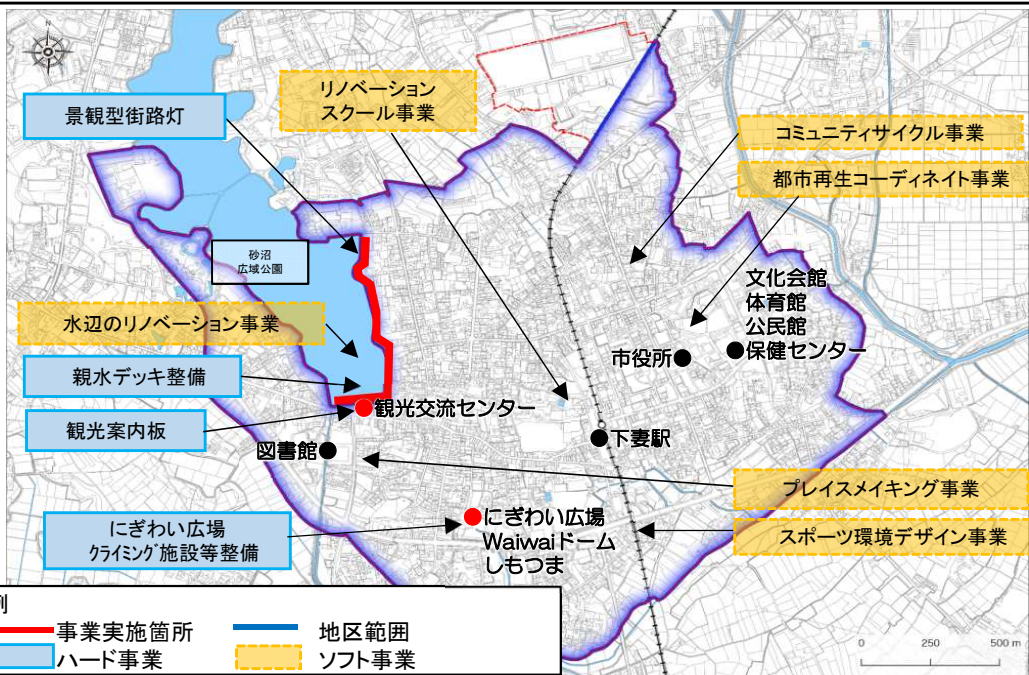 N
景観型街路灯
リノベーション
スクール事業
コミュニティサイクル事業
都市再生コーディネイト事業
砂沼
広域公園
文化会館
体育館
公民館
保健センター
水辺のリノベーション事業
市役所
親水デッキ整備
観光交流センター
観光案内板
図書館
下妻駅
プレイスメイキング事業
にぎわい広場
クライミング施設等整備
にぎわい広場
Waiwaiドーム
しもつま
スポーツ環境デザイン事業
例
事業実施箇所
地区範囲
ハード事業
ソフト事業
0 250 500 m